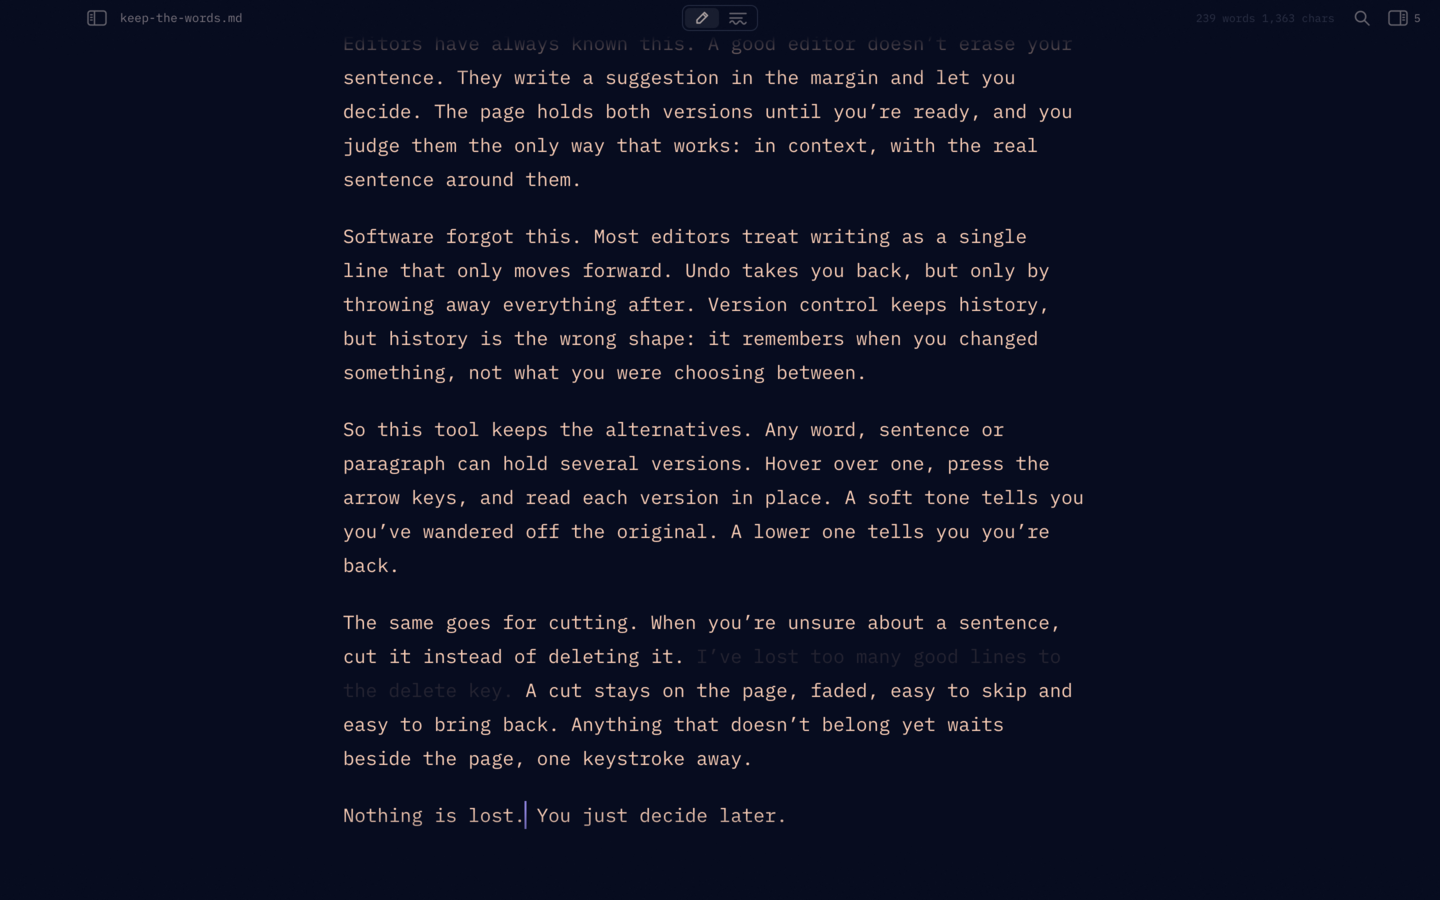 keep-the-words.md
239 words 1,363 chars
5
Editors have always known this. A good editor doesn't erase your
sentence. They write a suggestion in the margin and let you
decide. The page holds both versions until you’re ready, and you
judge them the only way that works: in context, with the real
sentence around them.
Software forgot this. Most editors treat writing as a single
line that only moves forward. Undo takes you back, but only by
throwing away everything after. Version control keeps history,
but history is the wrong shape: it remembers when you changed
something, not what you were choosing between.
So this tool keeps the alternatives. Any word, sentence or
paragraph can hold several versions. Hover over one, press the
arrow keys, and read each version in place. A soft tone tells you
you’ve wandered off the original. A lower one tells you you’re
back.
The same goes for cutting. When you’re unsure about a sentence,
cut it instead of deleting it. I’ve lost too many good lines to
the delete key. A cut stays on the page, faded, easy to skip and
easy to bring back. Anything that doesn’t belong yet waits
beside the page, one keystroke away.
Nothing is lost. You just decide later.